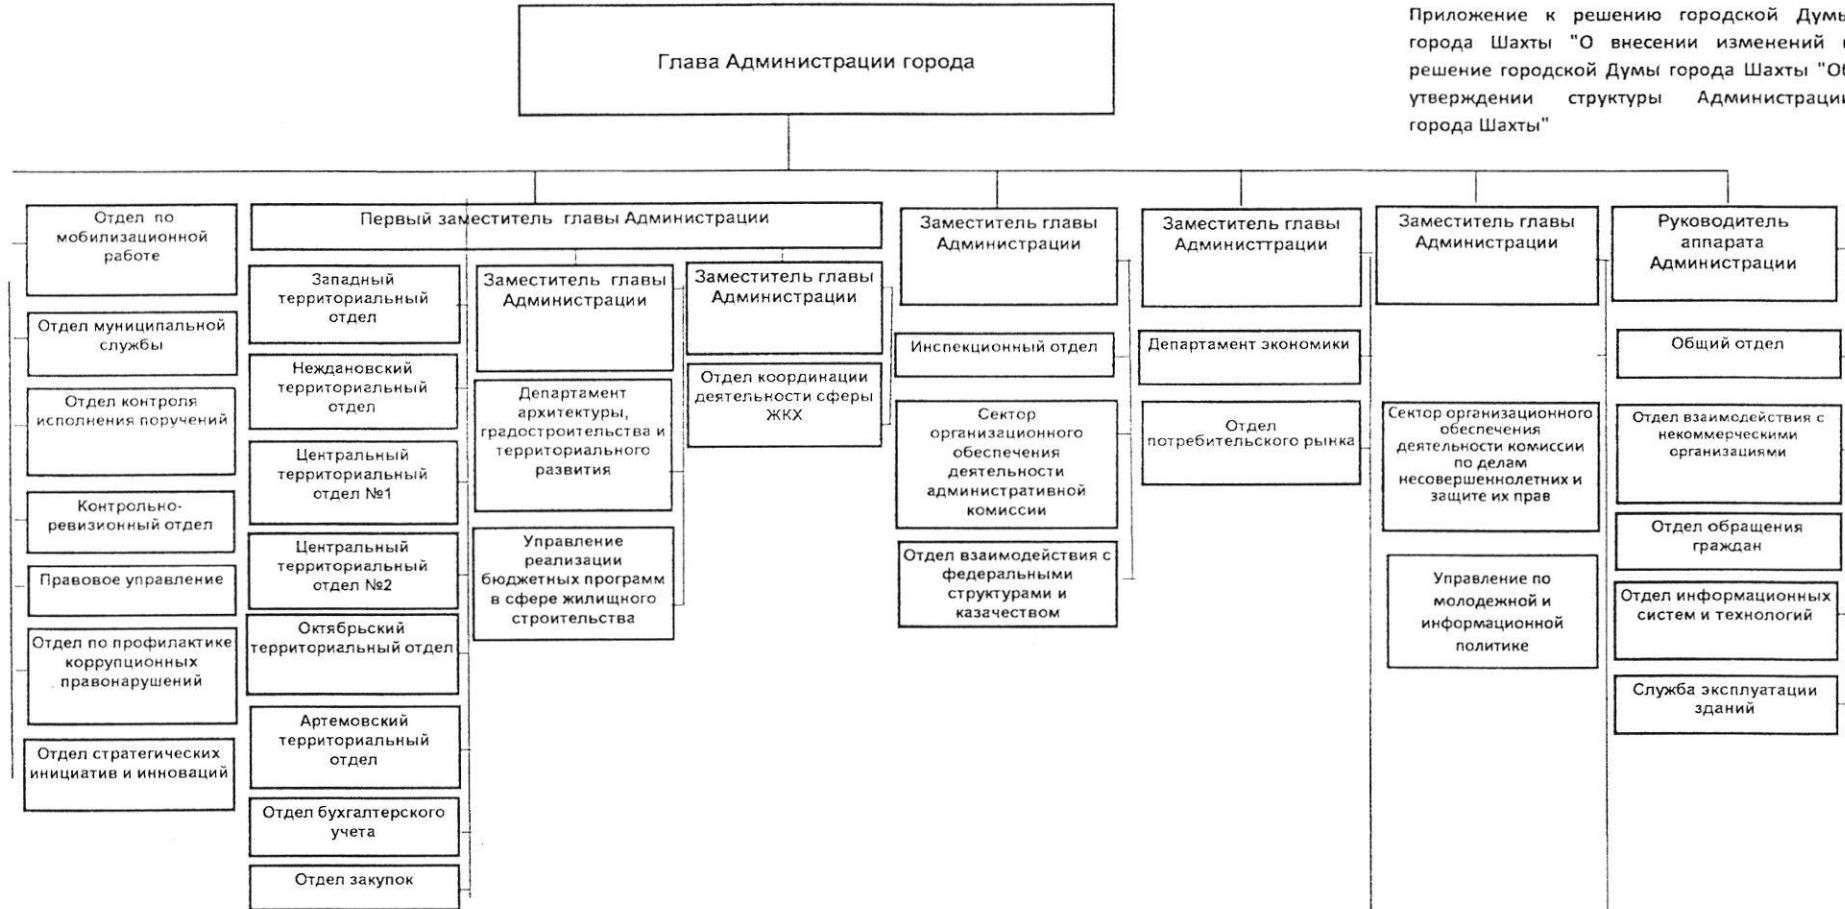 Приложение к решению городской Думы
города Шахты "О внесении изменений
решение городской Думы города Шахты "Об
утверждении структуры Администрации
города Шахты"
Глава Администрации города
Отдел по
мобилизационной
работе
Отдел муниципальной
службы
Отдел контроля
исполнения поручений
Контрольно-
ревизионный отдел
Правовое управление
Отдел по профилактике
коррупционных
правонарушений
Отдел стратегических
инициатив и инноваций
Первый заместитель главы Администрации
Западный
территориальный
отдел
Неждановский
территориальный
отдел
Центральный
территориальный
отдел №1
Центральный
территориальный
отдел №2
Октябрьский
территориальный отдел
Артемовский
территориальный
отдел
Отдел бухгалтерского
учета
Отдел закупок
Заместитель главы
Администрации
Департамент
архитектуры,
градостроительства и
территориального
развития
Управление
реализации
бюджетных программ
в сфере жилищного
строительства
Заместитель главы
Администрации
Отдел координации
деятельности сферы
ЖКХ
Заместитель главы
Администрации
Инспекционный отдел
Сектор
организационного
обеспечения
деятельности
административной
комиссии
Отдел взаимодействия с
федеральными
структурами и
казачеством
Заместитель главы
Администттрации
Департамент экономики
Отдел
потребительского рынка
Заместитель главы
Администрации
Сектор организационного
обеспечения
деятельности комиссии
по делам
несовершеннолетних и
защите их прав
Управление по
молодежной и
информационной
политике
Руководитель
аппарата
Администрации
Общий отдел
Отдел взаимодействия с
некоммерческими
организациями
Отдел обращения
граждан
Отдел информационных
систем и технологий
Служба эксплуатации
зданий